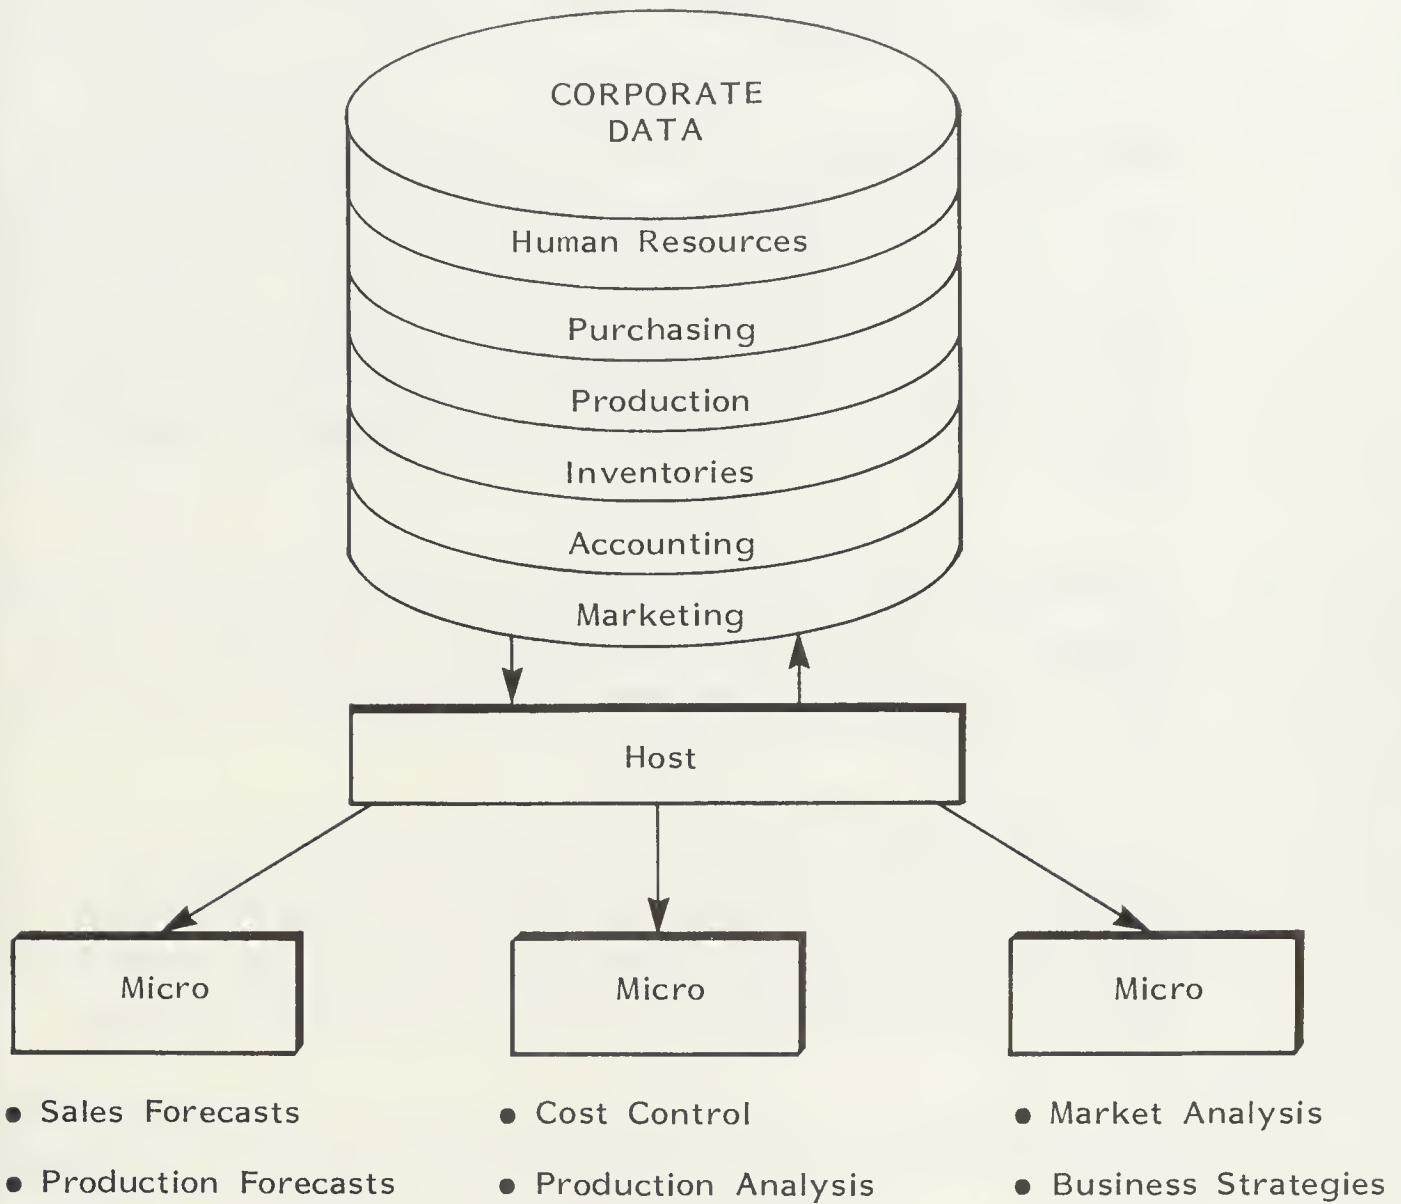 CORPORATE
DATA
Human Resources
Purchasing
Production
Inventories
Accounting
Marketing
Host
Micro
Micro
Micro
• Sales Forecasts
• Production Forecasts
• Cost Control
• Production Analysis
• Market Analysis
• Business Strategies